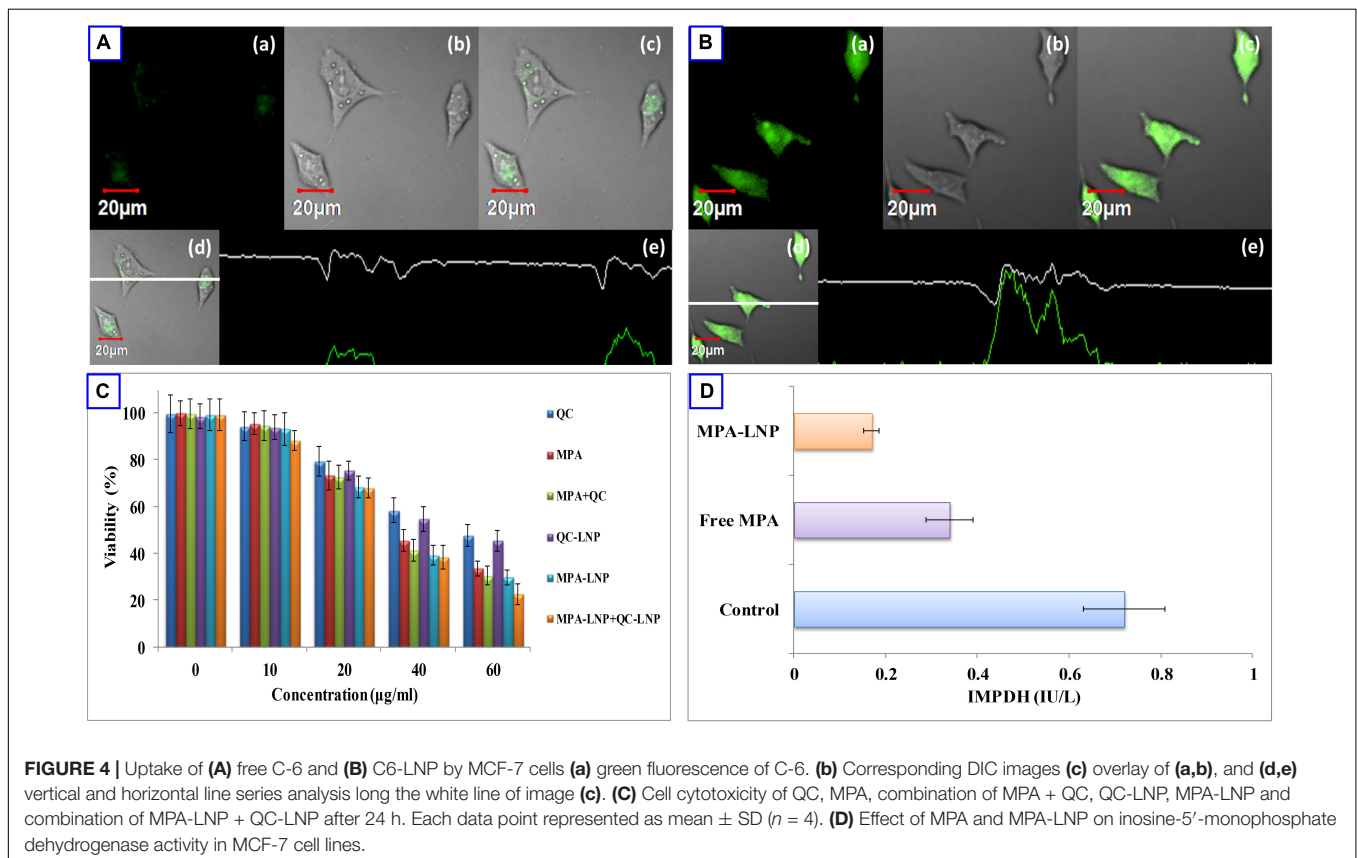 A
(a)
(b)
(c)
20µm
20µm
20µm
(d)
(e)
20µm
B
(a)
(b)
(c)
20µm
20µm
20µm
(d)
(e)
20µm
C
Viability (%)
100
80
60
40
20
0
0
10
20
40
60
Concentration (µg/ml)
QC
MPA
MPA+QC
QC-LNP
MPA-LNP
MPA-LNP+QC-LNP
D
MPA-LNP
Free MPA
Control
0
0.2
0.4
0.6
0.8
1
IMPDH (IU/L)
FIGURE 4 | Uptake of (A) free C-6 and (B) C6-LNP by MCF-7 cells (a) green fluorescence of C-6. (b) Corresponding DIC images (c) overlay of (a,b), and (d,e)
vertical and horizontal line series analysis long the white line of image (c). (C) Cell cytotoxicity of QC, MPA, combination of MPA + QC, QC-LNP, MPA-LNP and
combination of MPA-LNP + QC-LNP after 24 h. Each data point represented as mean ± SD (n = 4). (D) Effect of MPA and MPA-LNP on inosine-5′-monophosphate
dehydrogenase activity in MCF-7 cell lines.